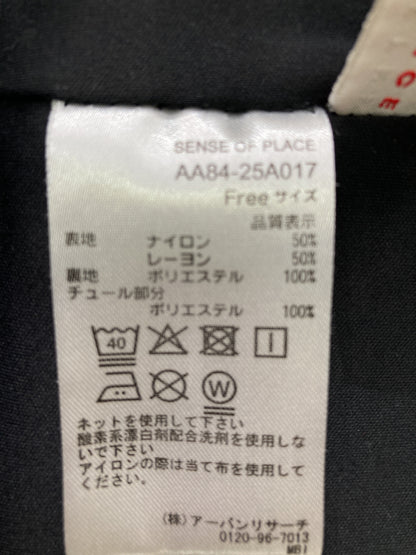 SENSE OF PLACE
AA84-25A017
Free サイズ
品質表示
表地 ナイロン 50%
レーヨン 50%
裏地 ポリエステル 100%
チュール部分
ポリエステル 100%
40
W
ネットを使用して下さい
酸素系漂白剤配合洗剤を使用しな
いで下さい
アイロンの際は当て布を使用して
ください。
(株)アーバンリサーチ
0120-96-7013